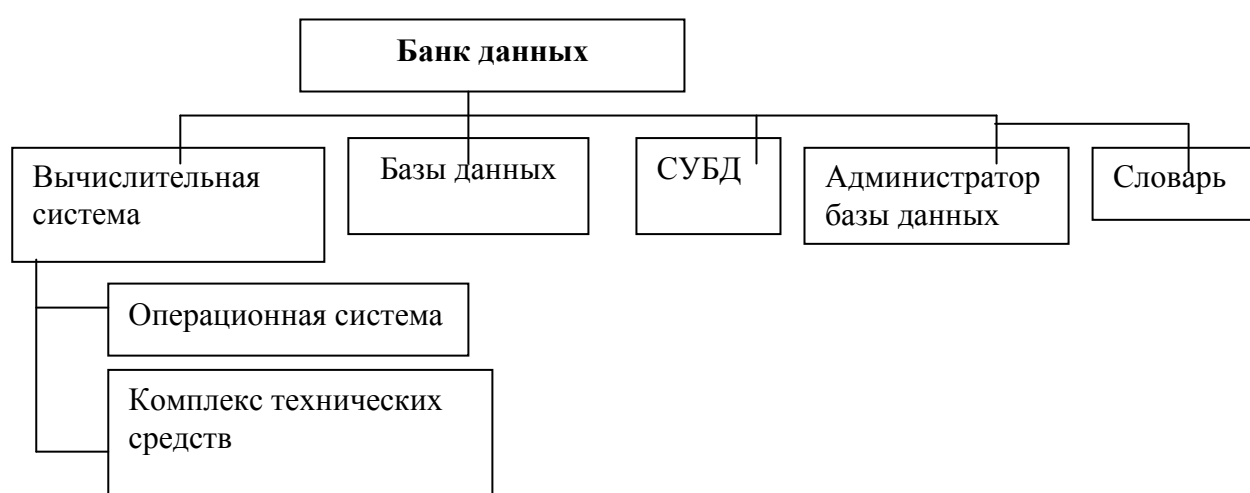 Банк данных
Вычислительная
система
Базы данных
СУБД
Администратор
базы данных
Словарь
Операционная система
Комплекс технических
средств